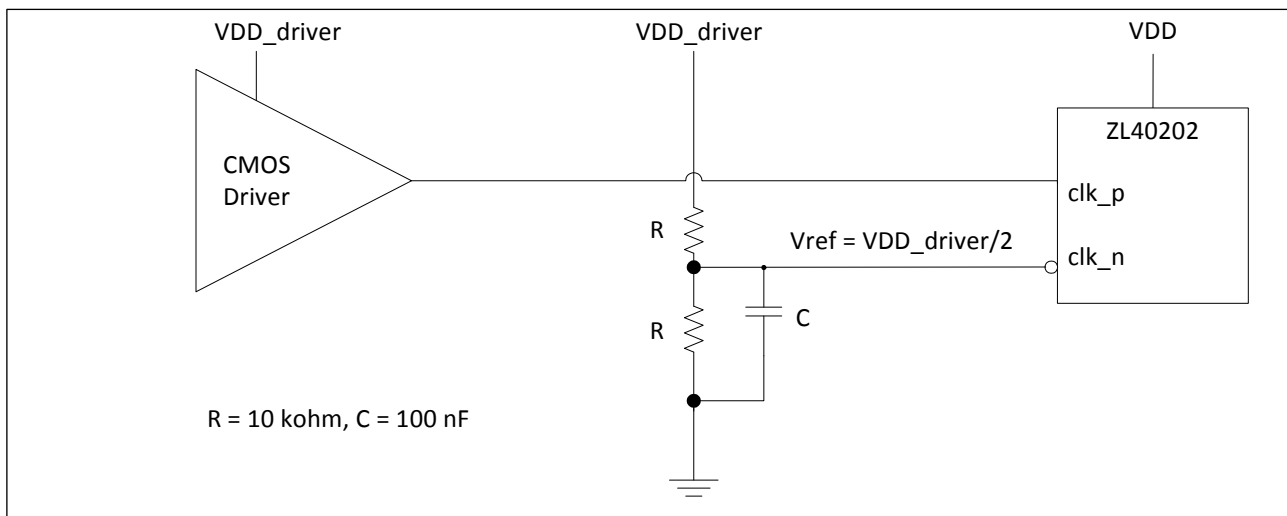 VDD_driver
VDD_driver
VDD
ZL40202
CMOS
Driver
clk_p
R
Vref = VDD_driver/2
clk_n
R
C
R = 10 kohm, C = 100 nF